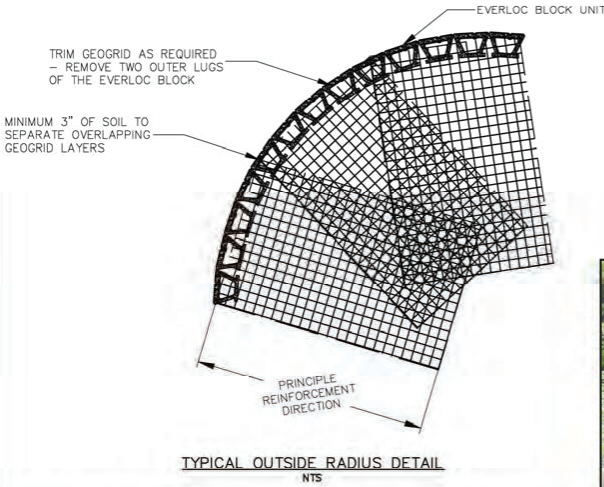 EVERLOC BLOCK UNIT
TRIM GEOGRID AS REQUIRED
– REMOVE TWO OUTER LUGS
OF THE EVERLOC BLOCK
MINIMUM 3" OF SOIL TO
SEPARATE OVERLAPPING
GEOGRID LAYERS
PRINCIPLE
REINFORCEMENT
DIRECTION
TYPICAL OUTSIDE RADIUS DETAIL
NTS